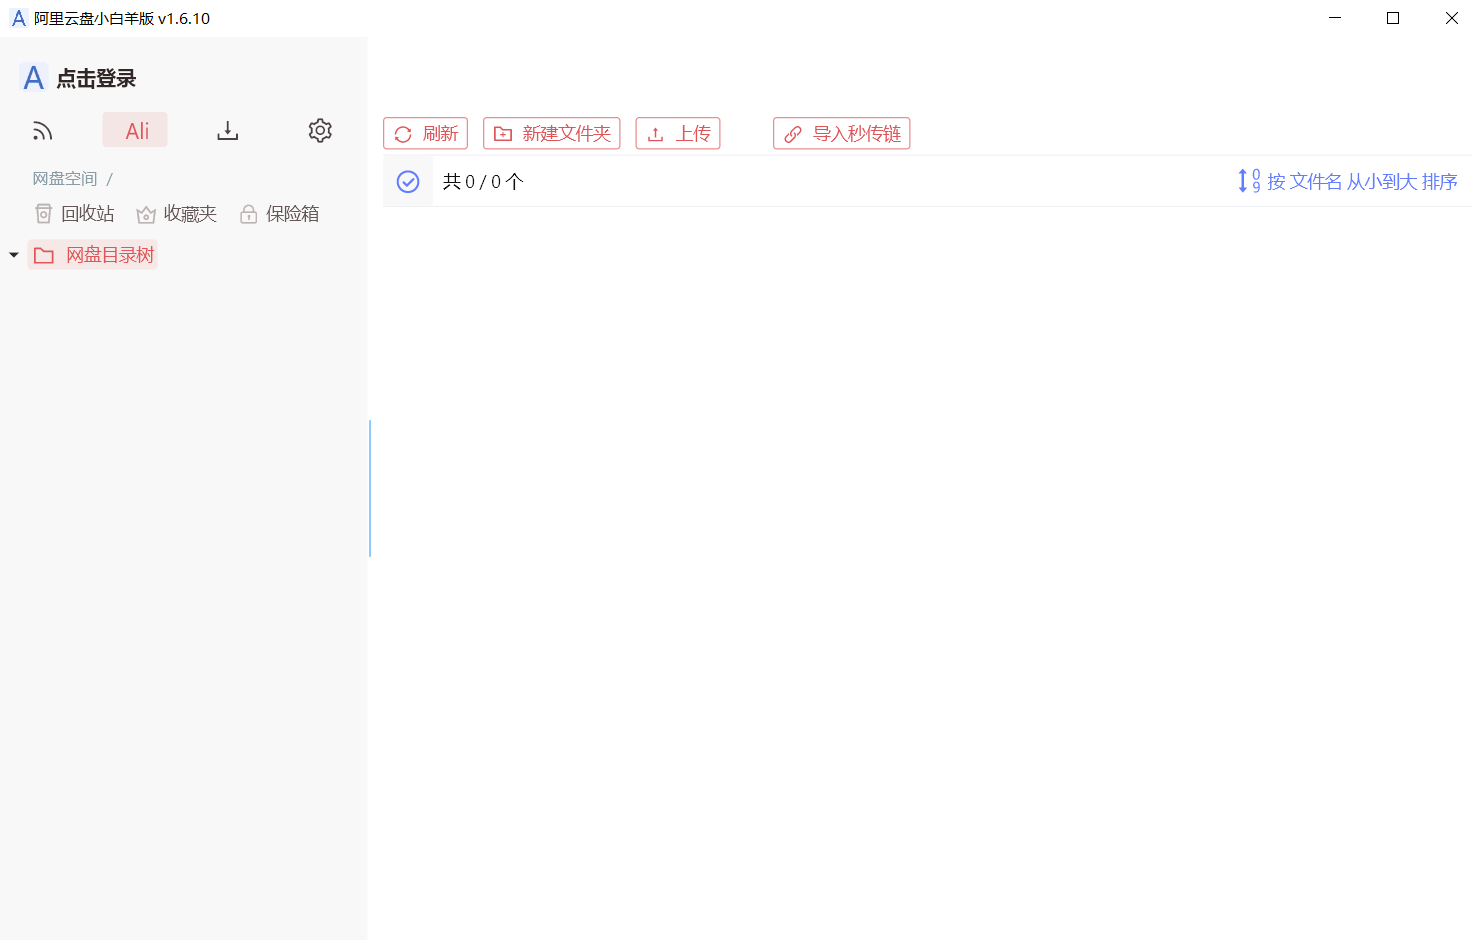 阿里云盘小白羊版 v1.6.10
点击登录
Ali
刷新 新建文件夹 上传 导入秒传链
网盘空间 /
共 0 / 0 个
按 文件名 从小到大 排序
回收站 收藏夹 保险箱
网盘目录树